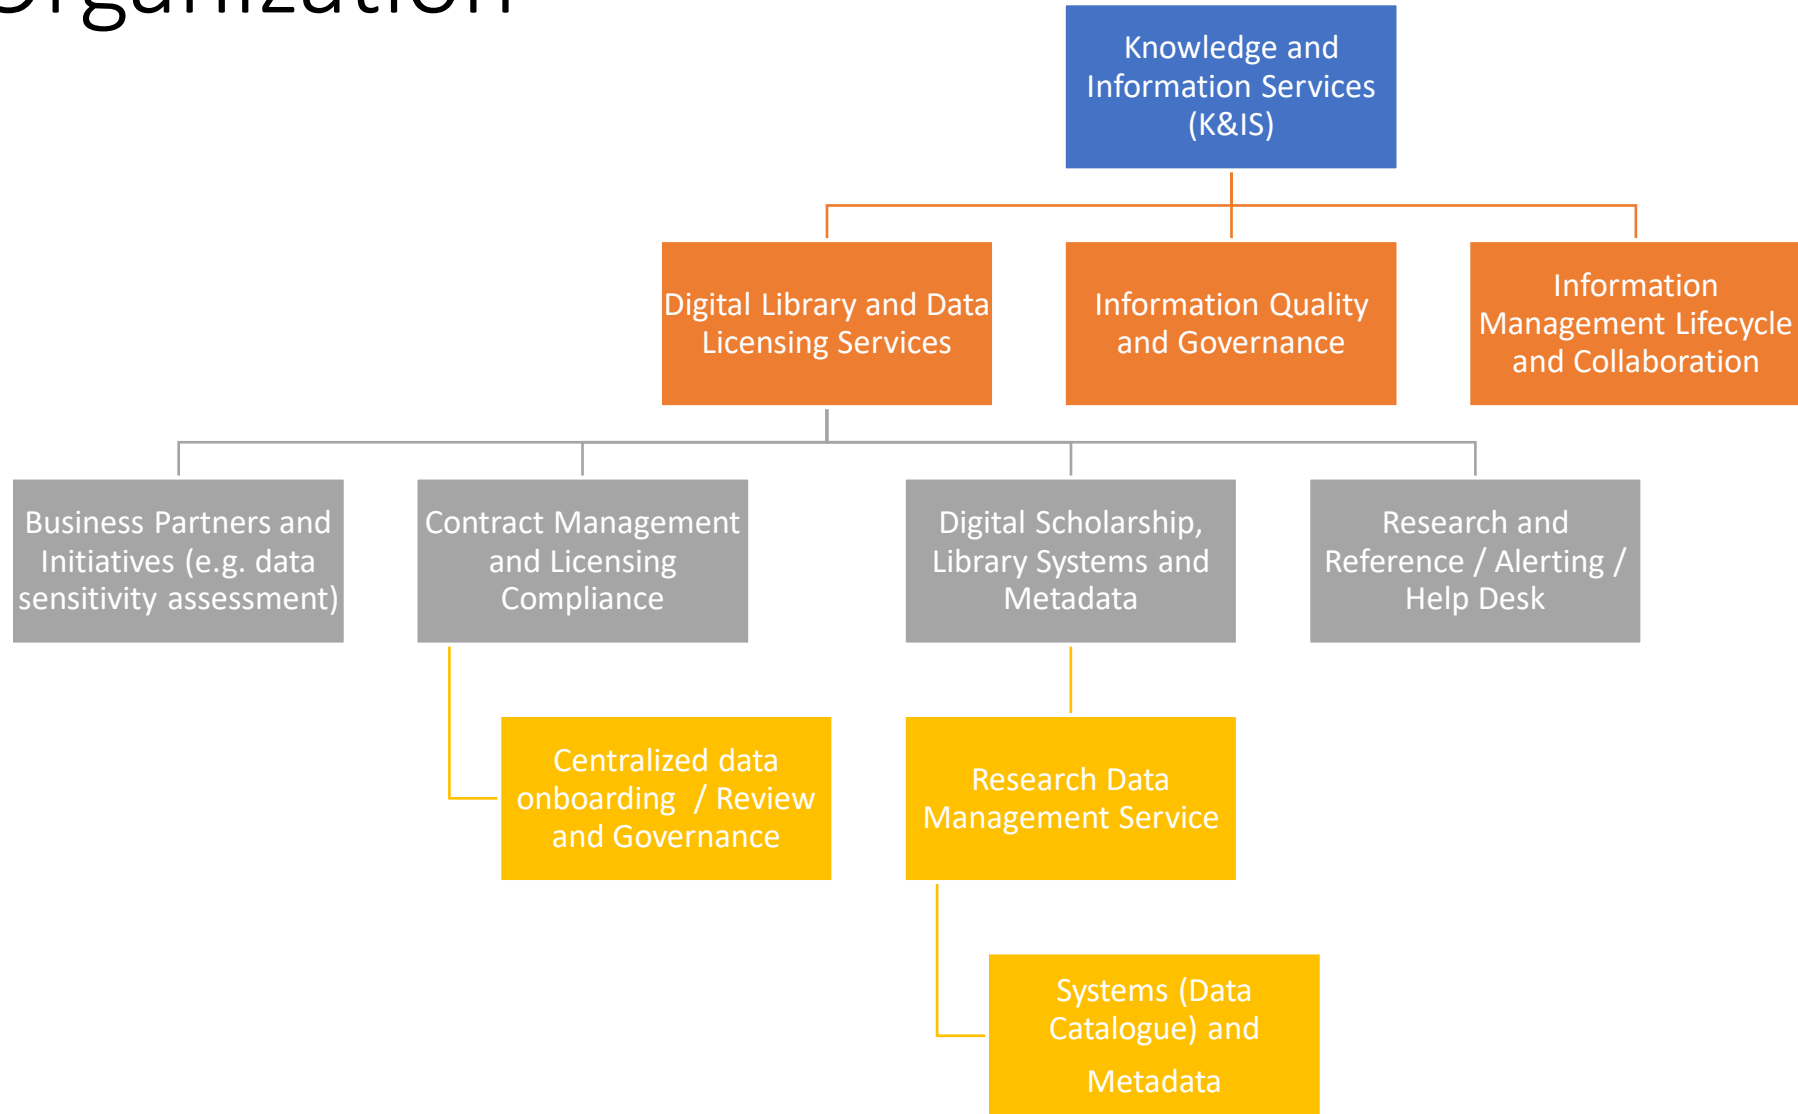 Organization
Knowledge and
Information Services
(K&IS)
Digital Library and Data
Licensing Services
Information Quality
and Governance
Information
Management Lifecycle
and Collaboration
Business Partners and
Initiatives (e.g. data
sensitivity assessment)
Contract Management
and Licensing
Compliance
Digital Scholarship,
Library Systems and
Metadata
Research and
Reference / Alerting /
Help Desk
Centralized data
onboarding / Review
and Governance
Research Data
Management Service
Systems (Data
Catalogue) and
Metadata